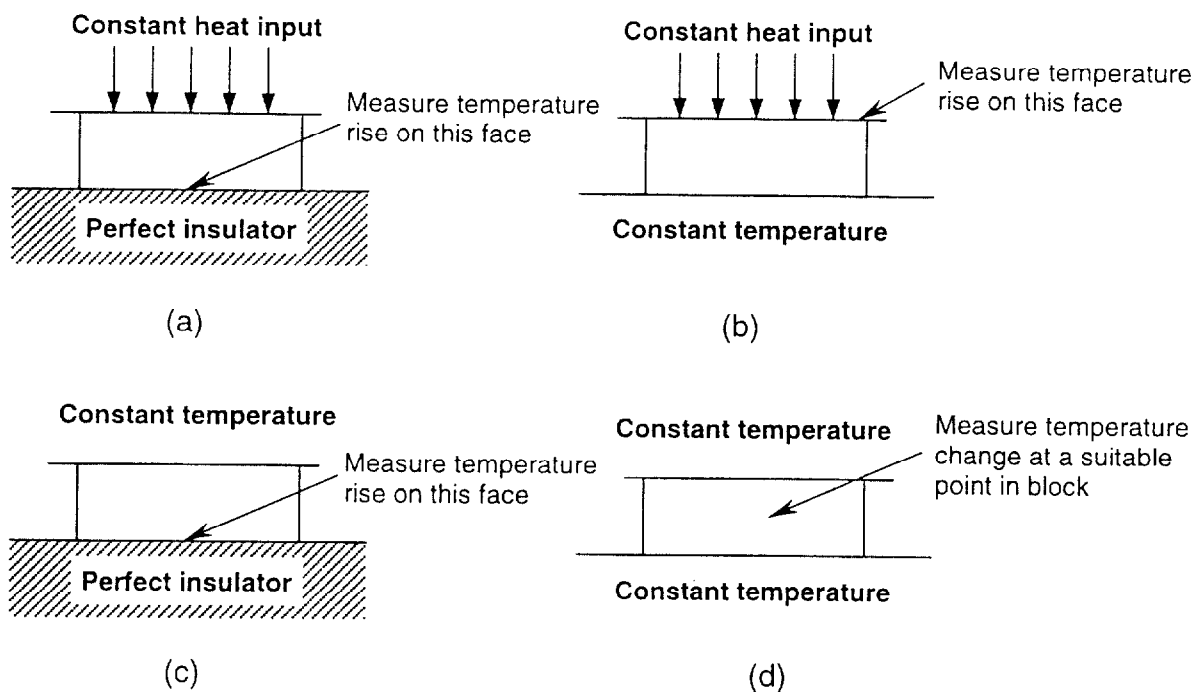 Constant heat input
Measure temperature
rise on this face
Perfect insulator
(a)
Constant heat input
Measure temperature
rise on this face
Constant temperature
(b)
Constant temperature
Measure temperature
rise on this face
Perfect insulator
(c)
Constant temperature
Measure temperature
change at a suitable
point in block
Constant temperature
(d)